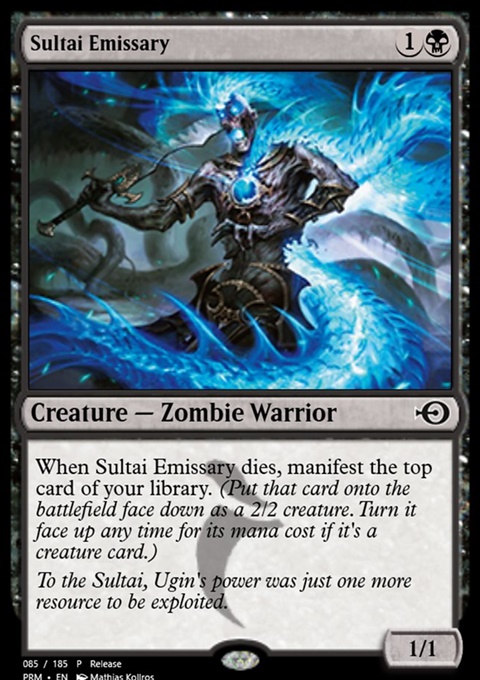 Sultai Emissary 1
Creature — Zombie Warrior
When Sultai Emissary dies, manifest the top
card of your library. (Put that card onto the
battlefield face down as a 2/2 creature. Turn it
face up any time for its mana cost if it's a
creature card.)
To the Sultai, Ugin's power was just one more
resource to be exploited.
1/1
085 / 185 P Release
PRM • EN Mathias Kollros